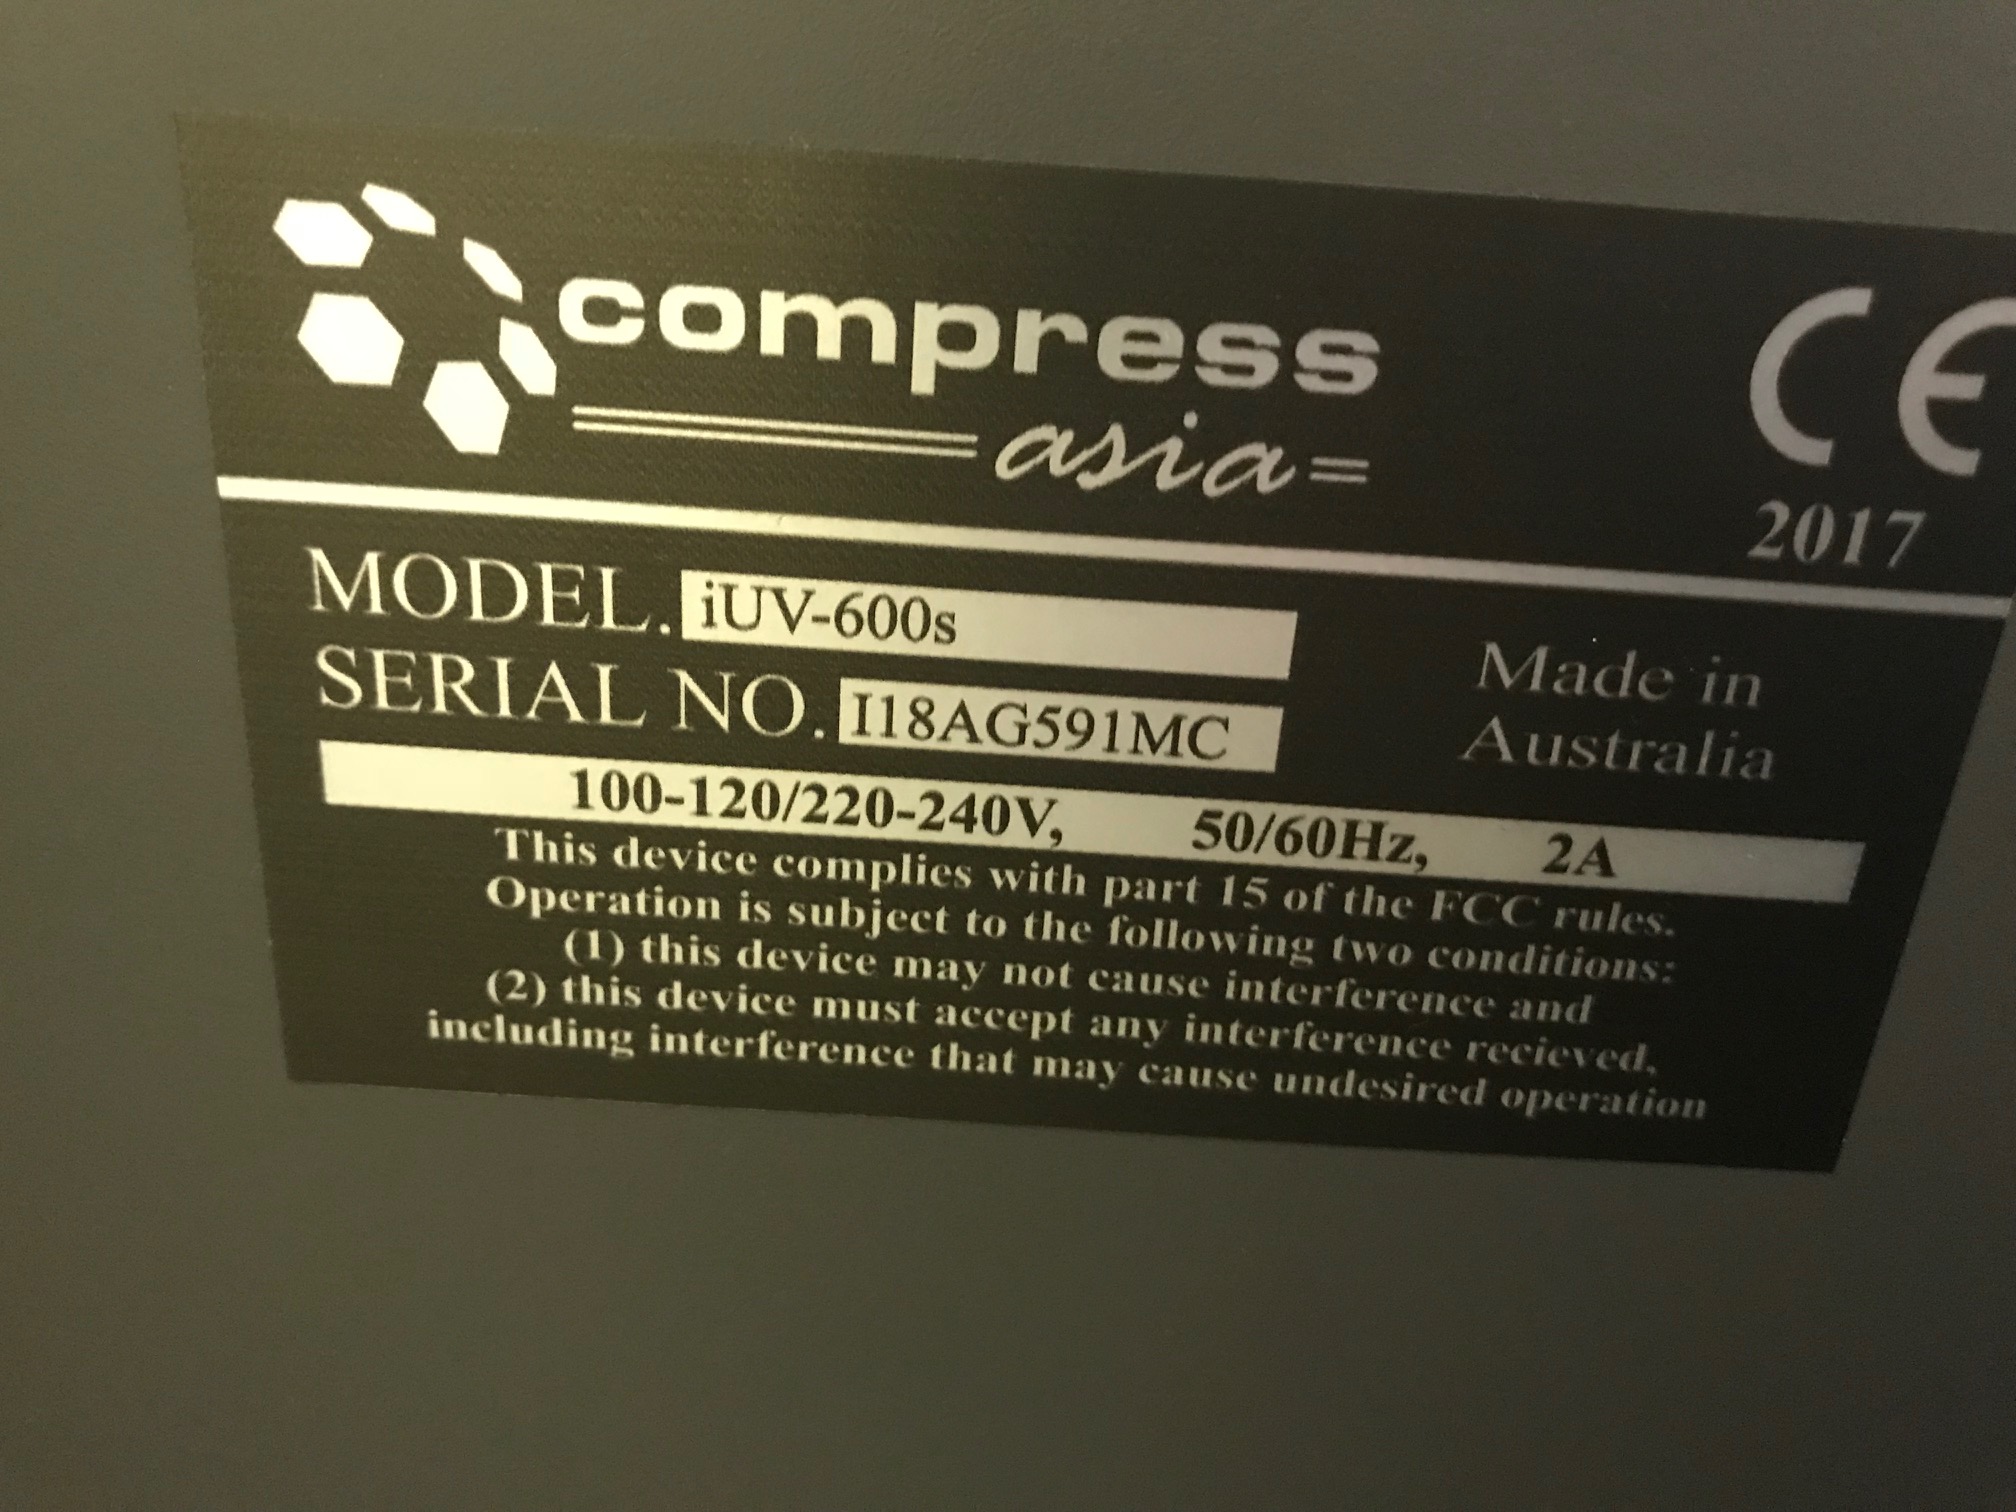 compress
asia
CE
2017
MODEL. iUV-600s
SERIAL NO. I18AG591MC
Made in
Australia
100-120/220-240V, 50/60Hz, 2A
This device complies with part 15 of the FCC rules.
Operation is subject to the following two conditions:
(1) this device may not cause interference and
(2) this device must accept any interference recieved,
including interference that may cause undesired operation